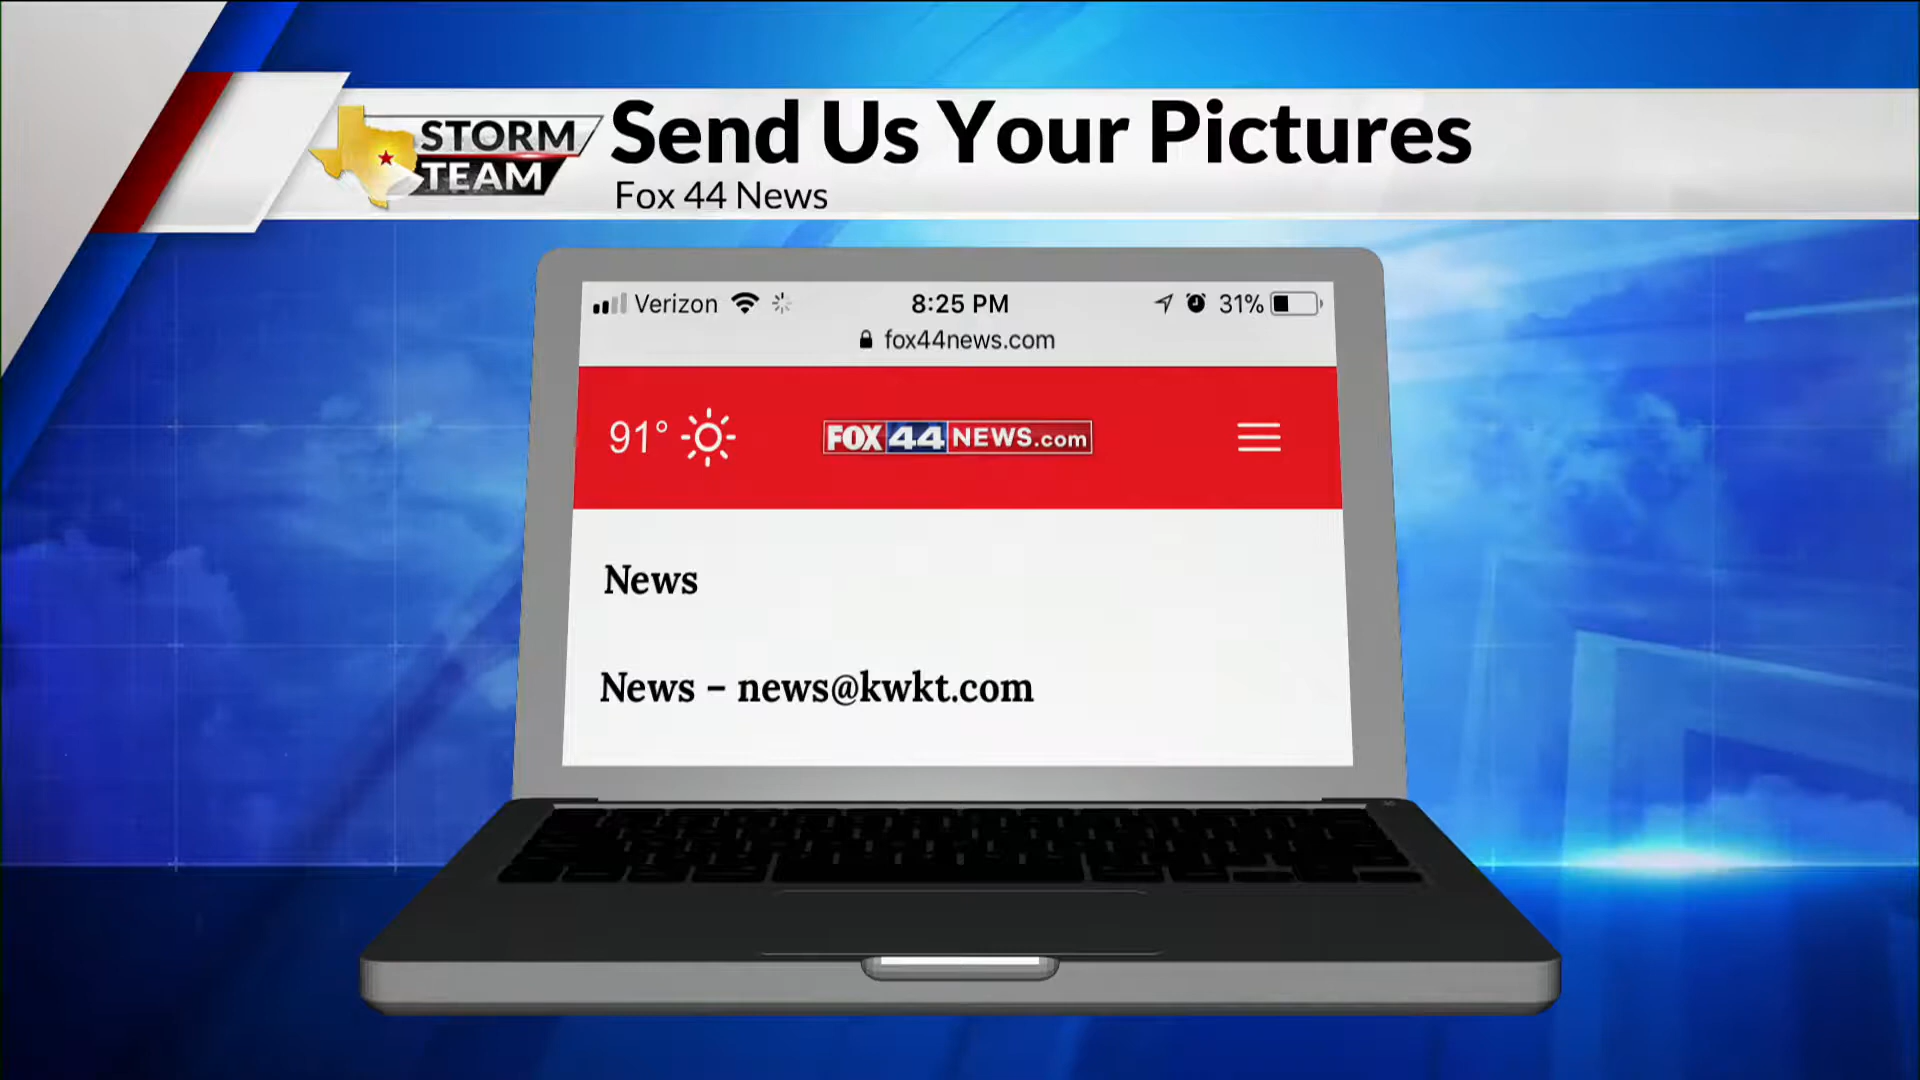 STORM
TEAM
Send Us Your Pictures
Fox 44 News
Verizon 8:25 PM 31%
fox44news.com
91° FOX 44 NEWS.com
News
News – news@kwkt.com